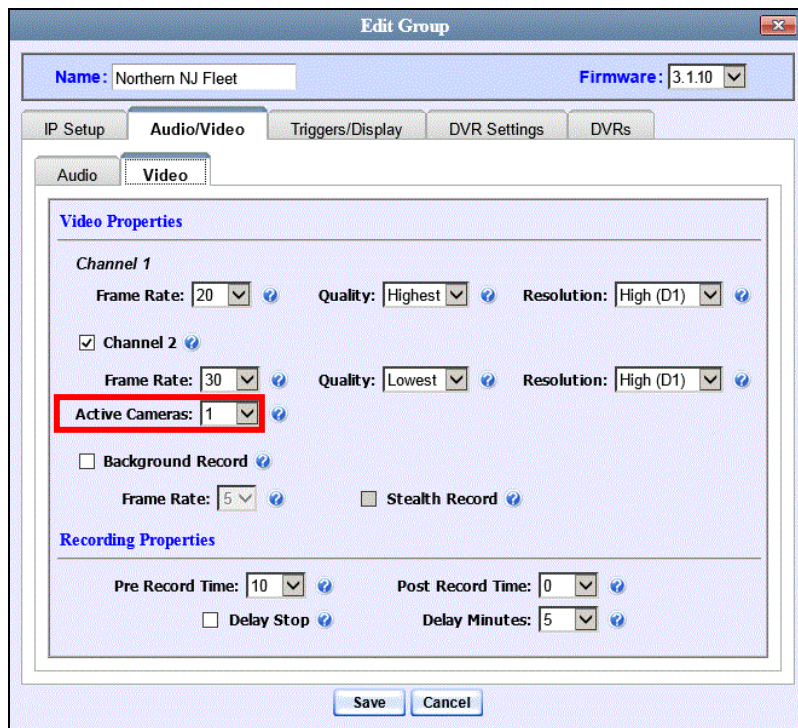 Edit Group
Name: Northern NJ Fleet Firmware: 3.1.10
IP Setup Audio/Video Triggers/Display DVR Settings DVRs
Audio Video
Video Properties
Channel 1
Frame Rate: 20 ? Quality: Highest ? Resolution: High (D1) ?
Channel 2 ?
Frame Rate: 30 ? Quality: Lowest ? Resolution: High (D1) ?
Active Cameras: 1 ?
Background Record ?
Frame Rate: 5 ? Stealth Record ?
Recording Properties
Pre Record Time: 10 ? Post Record Time: 0 ?
Delay Stop ? Delay Minutes: 5 ?
Save Cancel